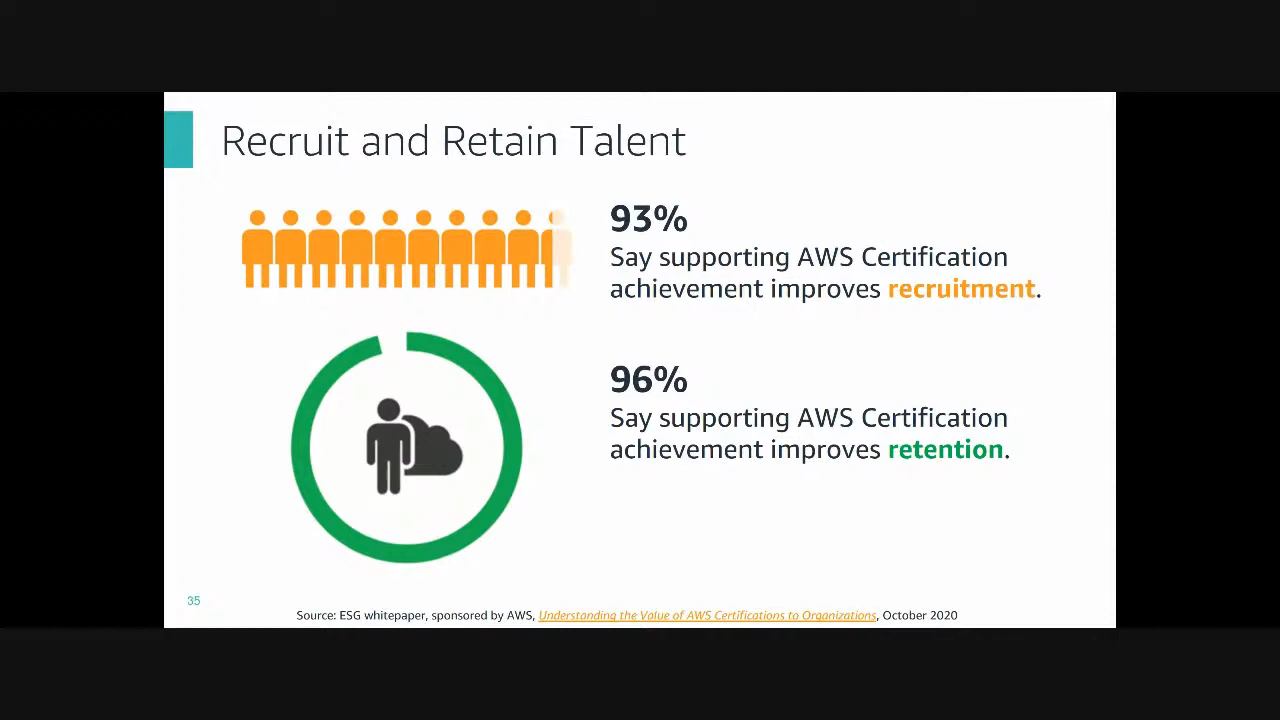 Recruit and Retain Talent
93%
Say supporting AWS Certification
achievement improves recruitment.
96%
Say supporting AWS Certification
achievement improves retention.
35
Source: ESG whitepaper, sponsored by AWS, Understanding the Value of AWS Certifications to Organizations, October 2020